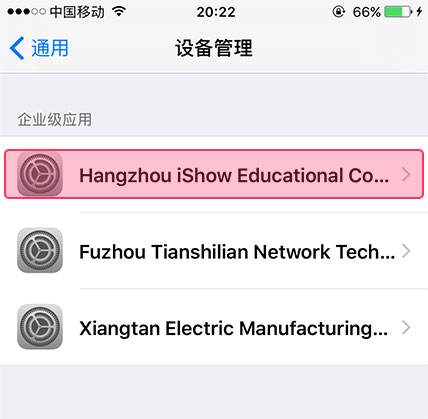 中国移动 20:22 66%
通用 设备管理
企业级应用
Hangzhou iShow Educational Co...
Fuzhou Tianshilian Network Tech...
Xiangtan Electric Manufacturing...